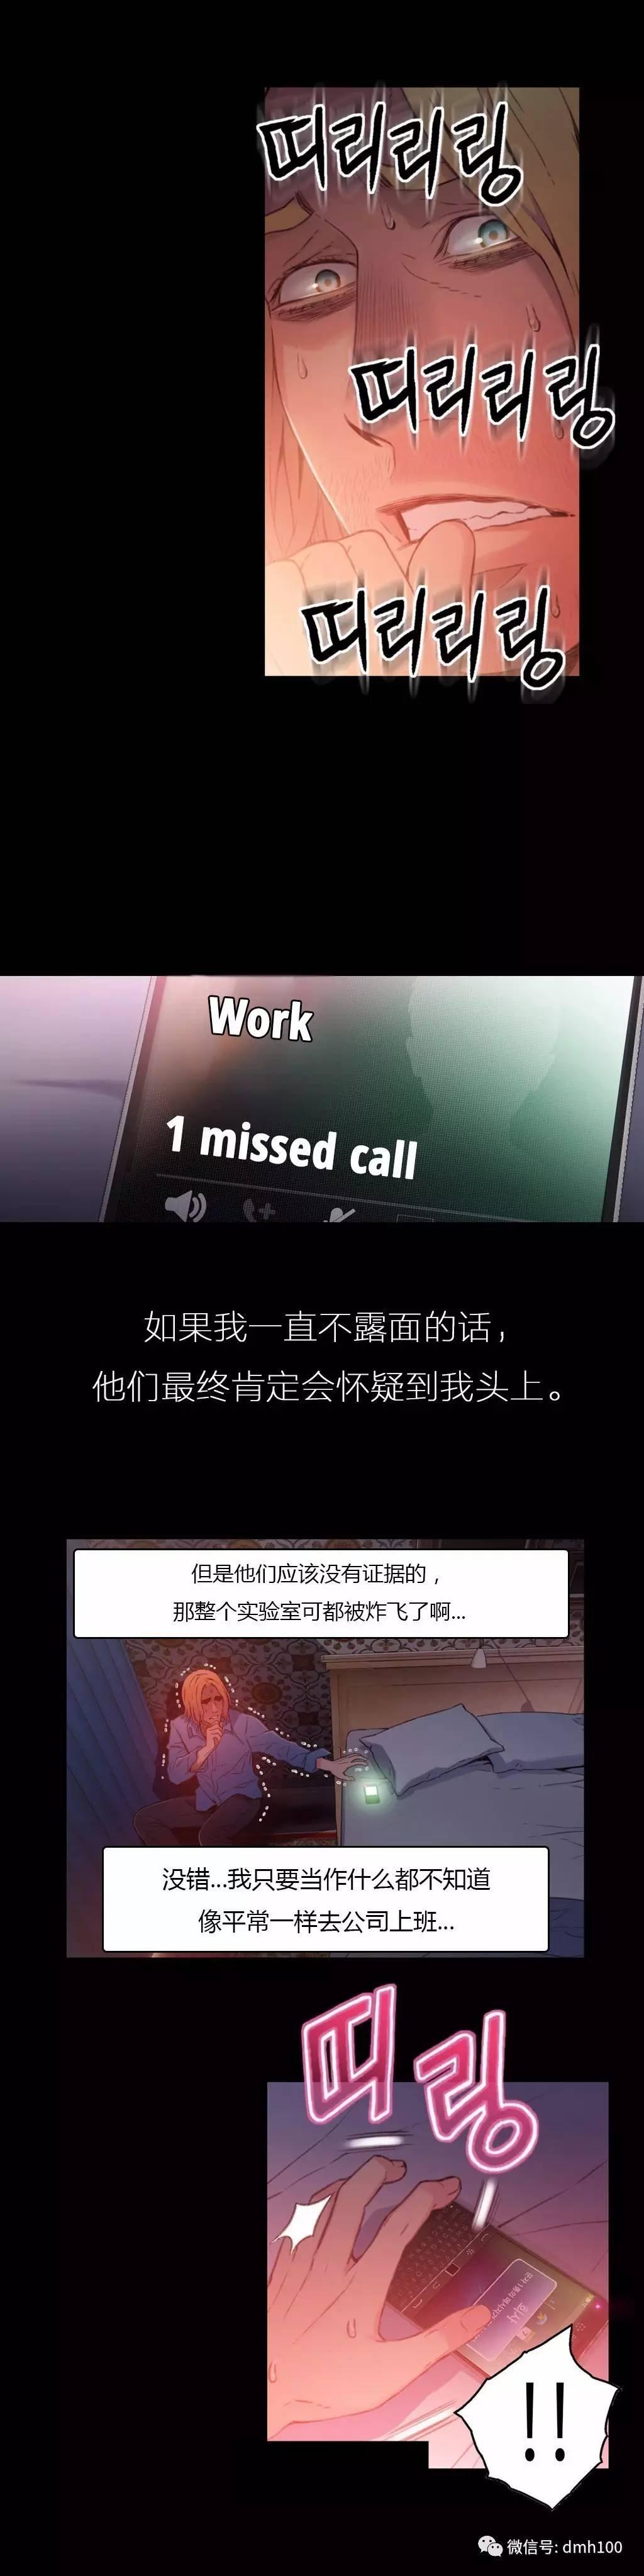 띠리리링
띠리리링
띠리리링
Work
1 missed call
如果我一直不露面的话，
他们最终肯定会怀疑到我头上。
但是他们应该没有证据的，
那整个实验室可都被炸飞了啊...
没错...我只要当作什么都不知道
像平常一样去公司上班...
띠링
회사
!!
微信号: dmh100